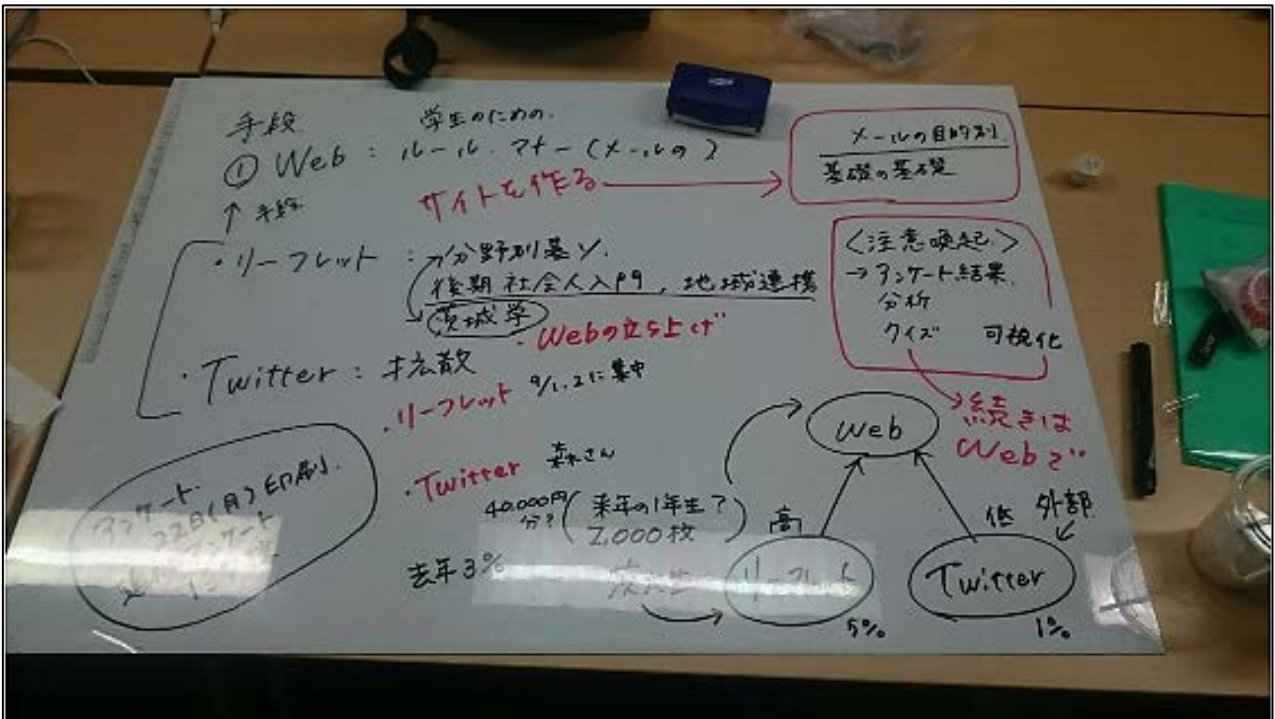 手段 学生のための
① Web : ルール・マナー(メールの)
↑ 手段
サイトを作る
メールの目的別
基礎の基礎
・リーフレット : 分野別
後期 社会人入門, 地域連携
茨城学
<注意喚起>
→アンケート結果
分析
クイズ 可視化
続きは
Webで
・Webの立ち上げ
・Twitter : 拡散
・リーフレット 9/1.2に集中
・Twitter 森さん
40,000円
分?
(来年の1年生?
2,000枚)
去年3%
Web
高
低 外部
リーフレット
5%
Twitter
1%
アンケート
22日(月)印刷
アンケート